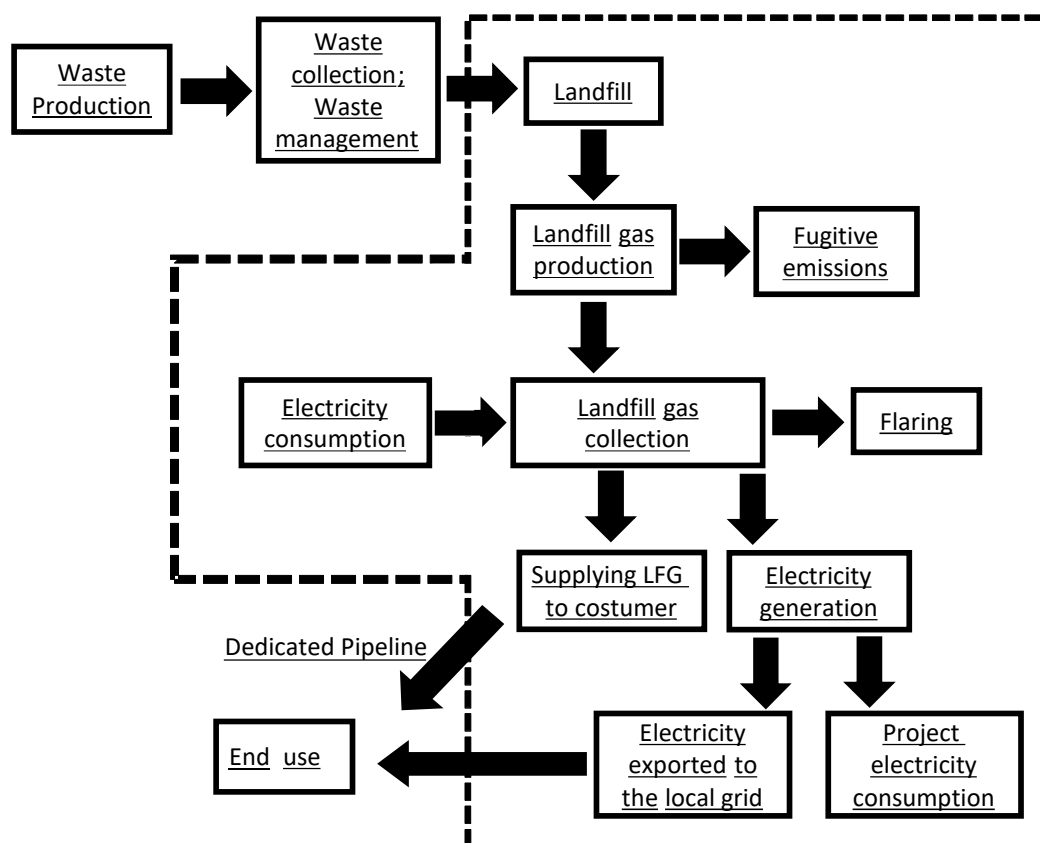 Waste
Production
Waste
collection;
Waste
management
Landfill
Landfill gas
production
Fugitive
emissions
Electricity
consumption
Landfill gas
collection
Flaring
Supplying LFG
to costumer
Electricity
generation
Dedicated Pipeline
End use
Electricity
exported to
the local grid
Project
electricity
consumption